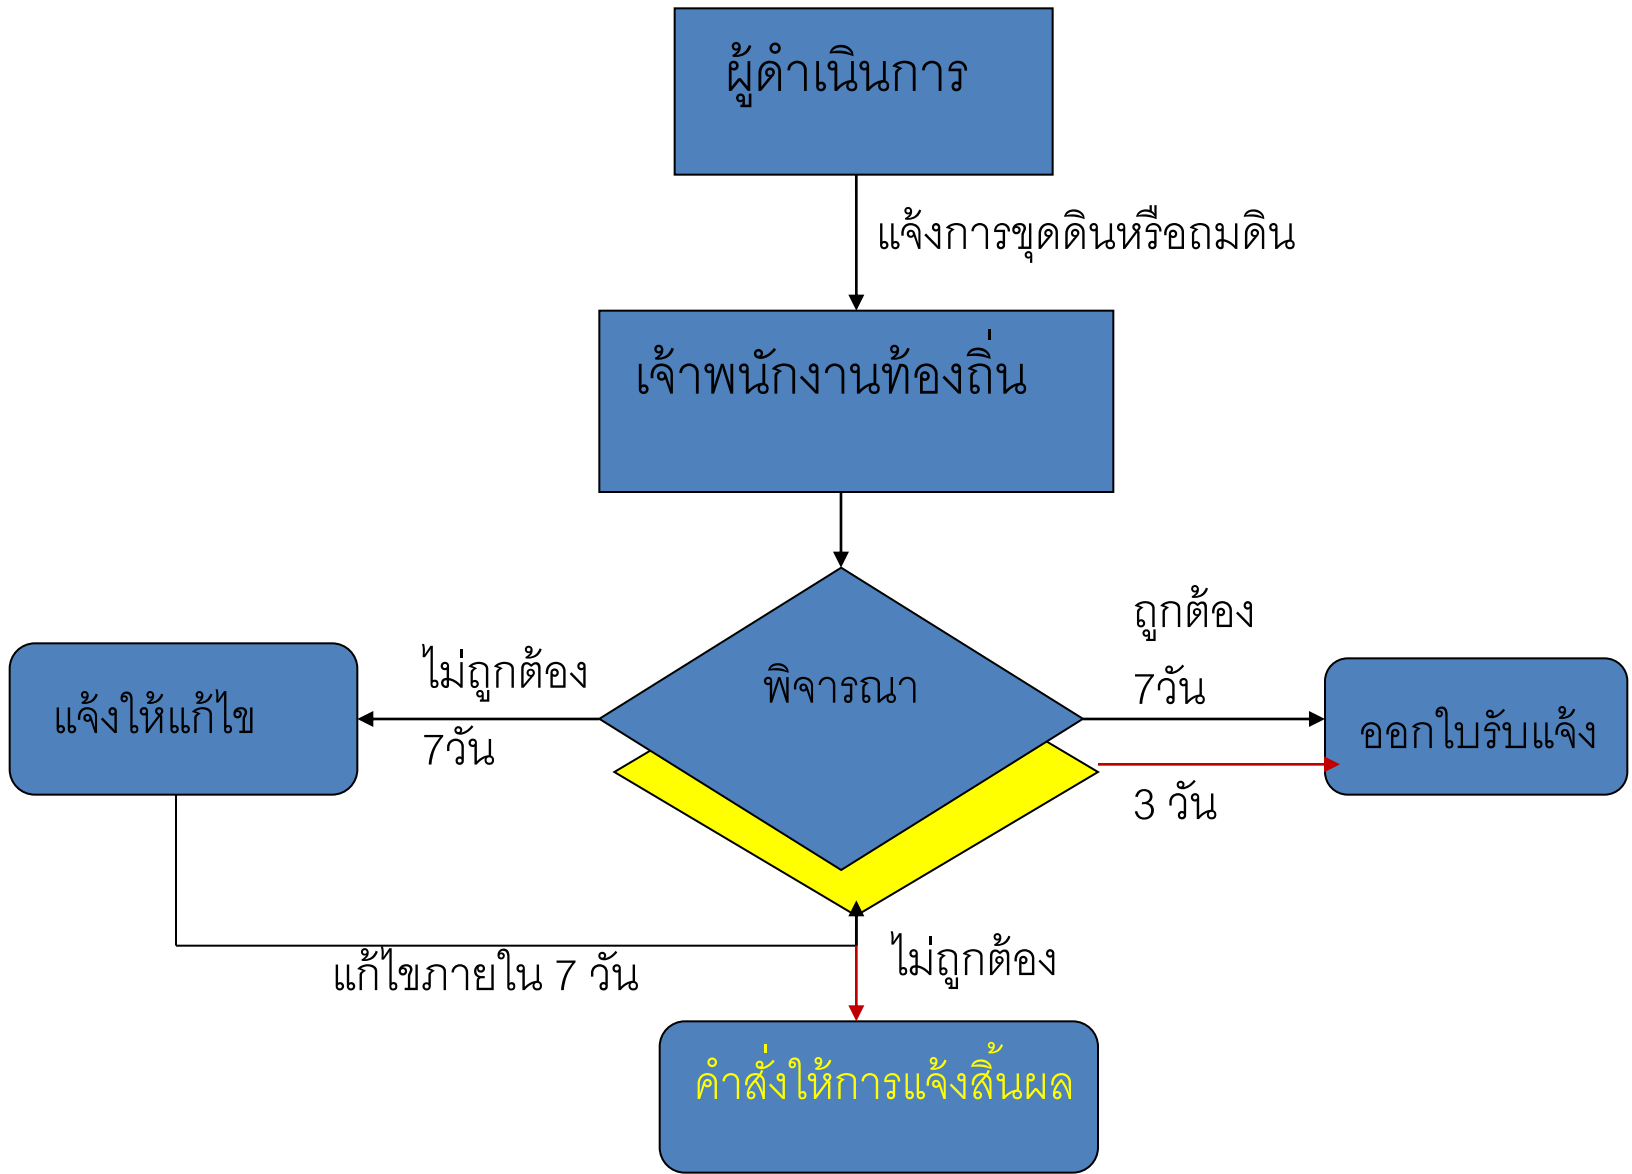 ผู้ดำเนินการ
แจ้งการขุดดินหรือถมดิน
เจ้าพนักงานท้องถิ่น
ถูกต้อง
7วัน
ไม่ถูกต้อง
7วัน
พิจารณา
แจ้งให้แก้ไข
ออกใบรับแจ้ง
3 วัน
แก้ไขภายใน 7 วัน
ไม่ถูกต้อง
คำสั่งให้การแจ้งสิ้นผล